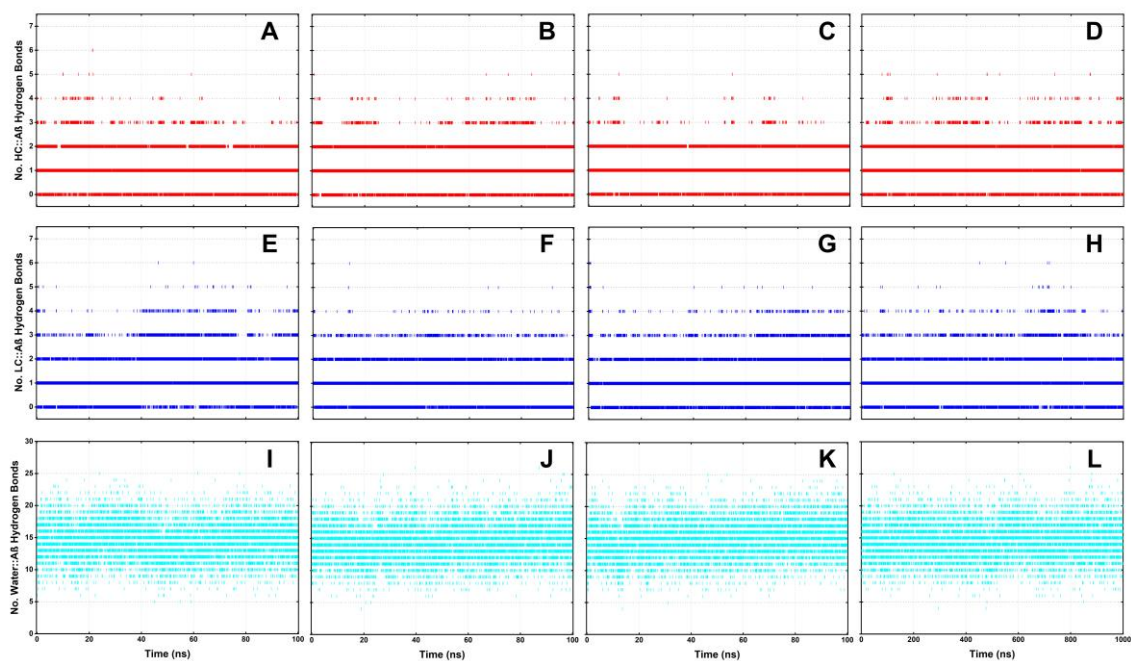 A B C D
No. HC::Aß Hydrogen Bonds
7
6
5
4
3
2
1
0
E F G H
No. LC::Aß Hydrogen Bonds
7
6
5
4
3
2
1
0
I J K L
No. Water::Aß Hydrogen Bonds
30
25
20
15
10
5
0
0 20 40 60 80 100 0 20 40 60 80 100 0 20 40 60 80 100 0 200 400 600 800 1000
Time (ns) Time (ns) Time (ns) Time (ns)